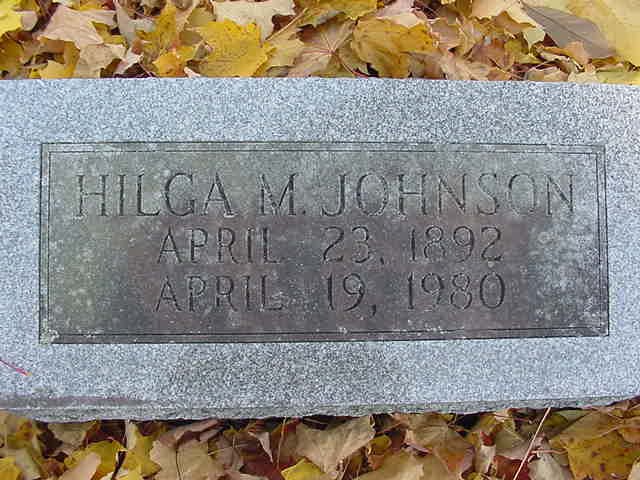 HILGA M. JOHNSON
APRIL 23, 1892
APRIL 19, 1980